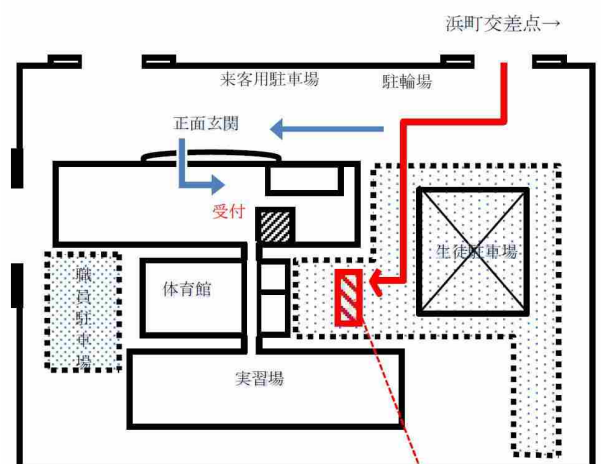 浜町交差点→
来客用駐車場
駐輪場
正面玄関
受付
生徒駐車場
職員駐車場
体育館
実習場